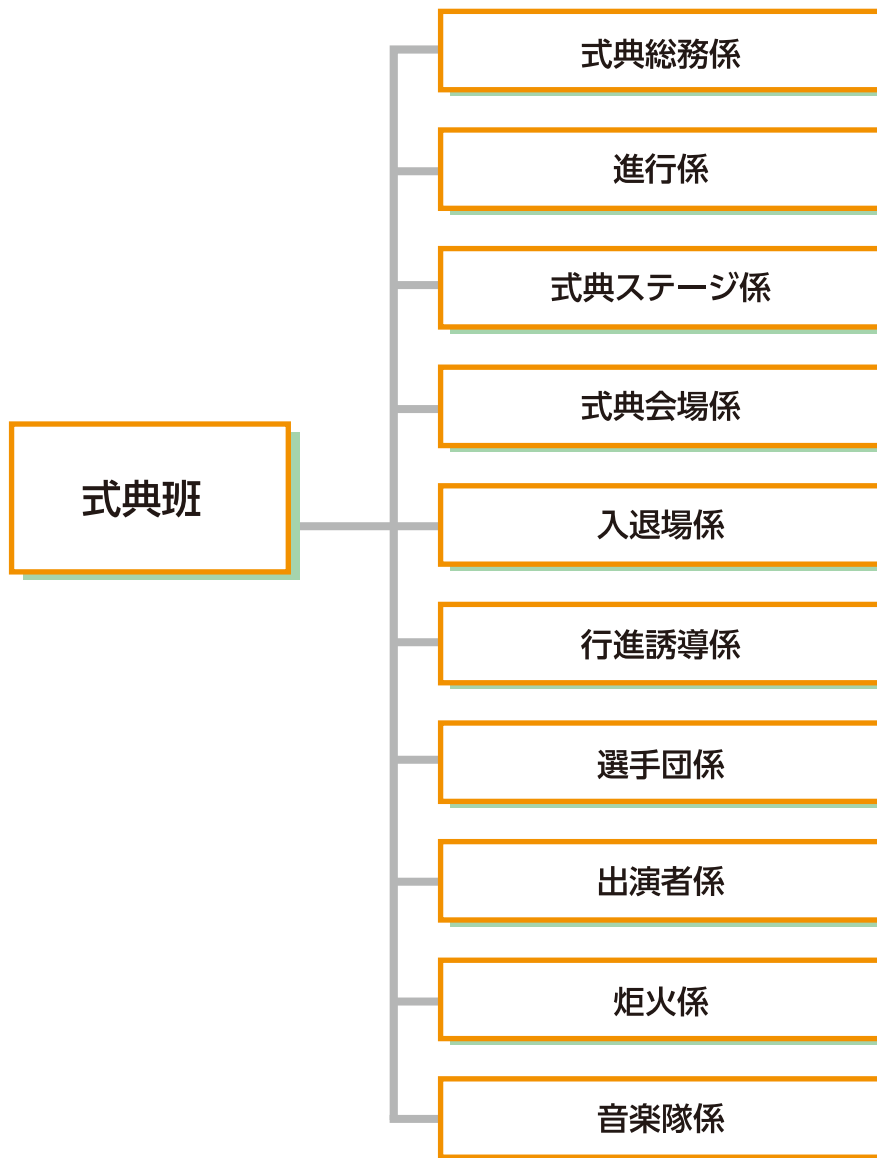 式典班
式典総務係
進行係
式典ステージ係
式典会場係
入退場係
行進誘導係
選手団係
出演者係
炬火係
音楽隊係